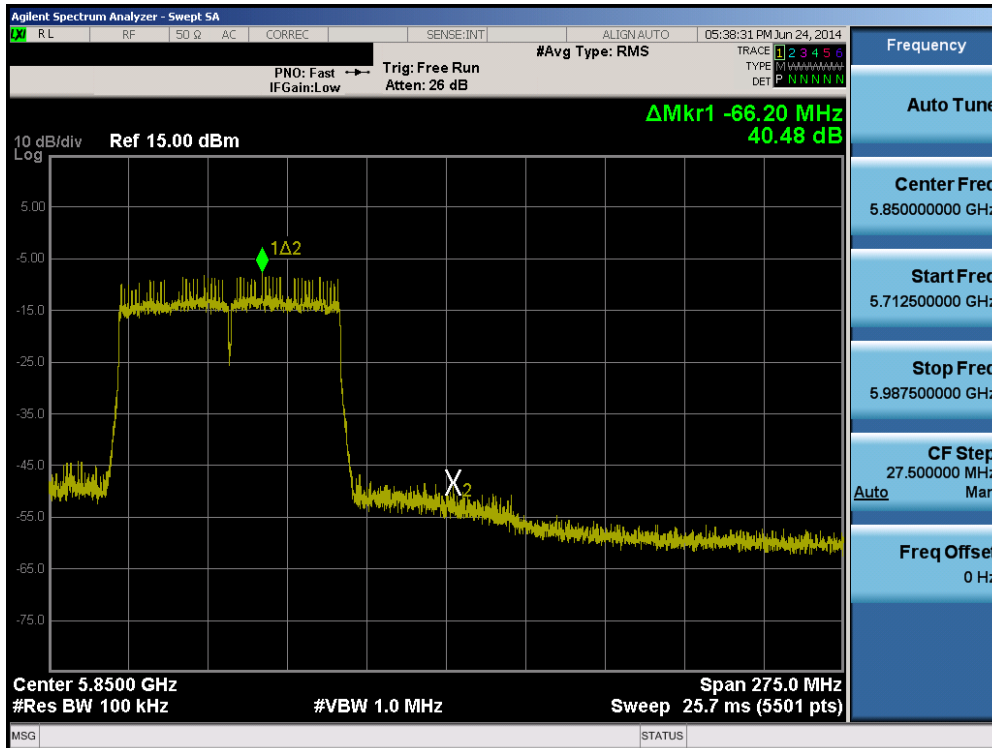 Agilent Spectrum Analyzer - Swept SA
LXI RL RF 50 Ω AC CORREC SENSE:INT ALIGN AUTO 05:38:31 PM Jun 24, 2014
#Avg Type: RMS TRACE 1 2 3 4 5 6
PNO: Fast Trig: Free Run TYPE M
IFGain:Low Atten: 26 dB DET P N N N N N
ΔMkr1 -66.20 MHz
40.48 dB
10 dB/div Ref 15.00 dBm
Log
5.00
-5.00
1Δ2
-15.0
-25.0
-35.0
-45.0
X2
-55.0
-65.0
-75.0
Center 5.8500 GHz Span 275.0 MHz
#Res BW 100 kHz #VBW 1.0 MHz Sweep 25.7 ms (5501 pts)
MSG STATUS
Frequency
Auto Tune
Center Freq
5.850000000 GHz
Start Freq
5.712500000 GHz
Stop Freq
5.987500000 GHz
CF Step
27.500000 MHz
Auto Man
Freq Offset
0 Hz